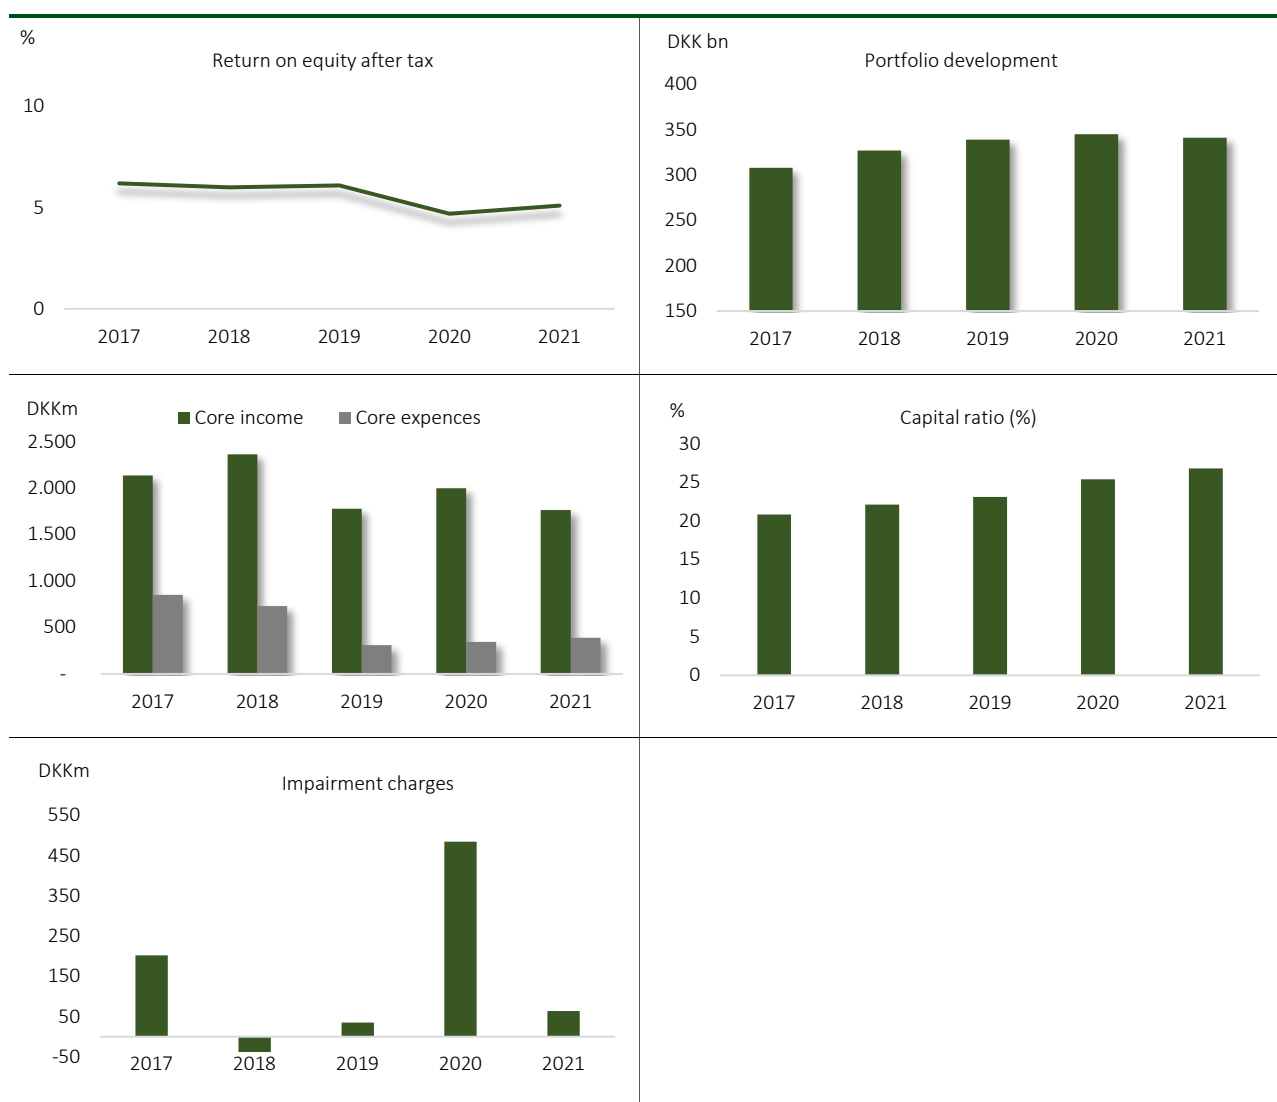 %
Return on equity after tax
10
5
0
2017 2018 2019 2020 2021
DKK bn
Portfolio development
400
350
300
250
200
150
2017 2018 2019 2020 2021
DKKm
Core income Core expences
2.500
2.000
1.500
1.000
500
-
2017 2018 2019 2020 2021
%
Capital ratio (%)
30
25
20
15
10
5
0
2017 2018 2019 2020 2021
DKKm
Impairment charges
550
450
350
250
150
50
-50
2017 2018 2019 2020 2021